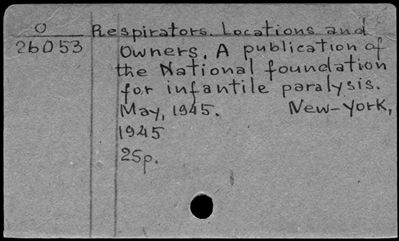 O Respirators. Locations and
26053 Owners. A publication of
the National foundation
for infantile paralysis.
May, 1945. New-York,
1945
25p.